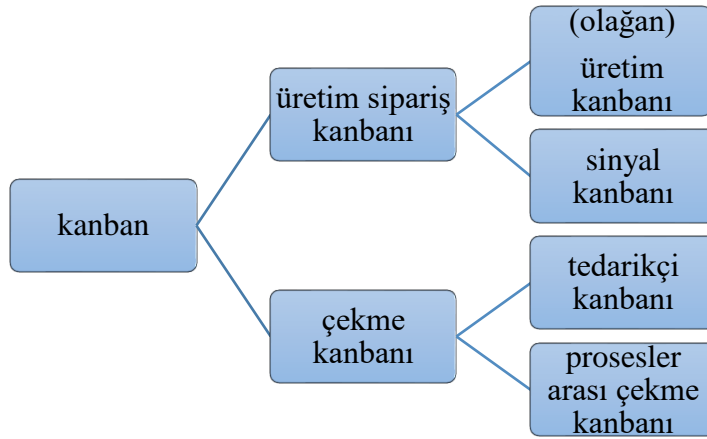 kanban
üretim sipariş
kanbanı
(olağan)
üretim
kanbanı
sinyal
kanbanı
çekme
kanbanı
tedarikçi
kanbanı
prosesler
arası çekme
kanbanı